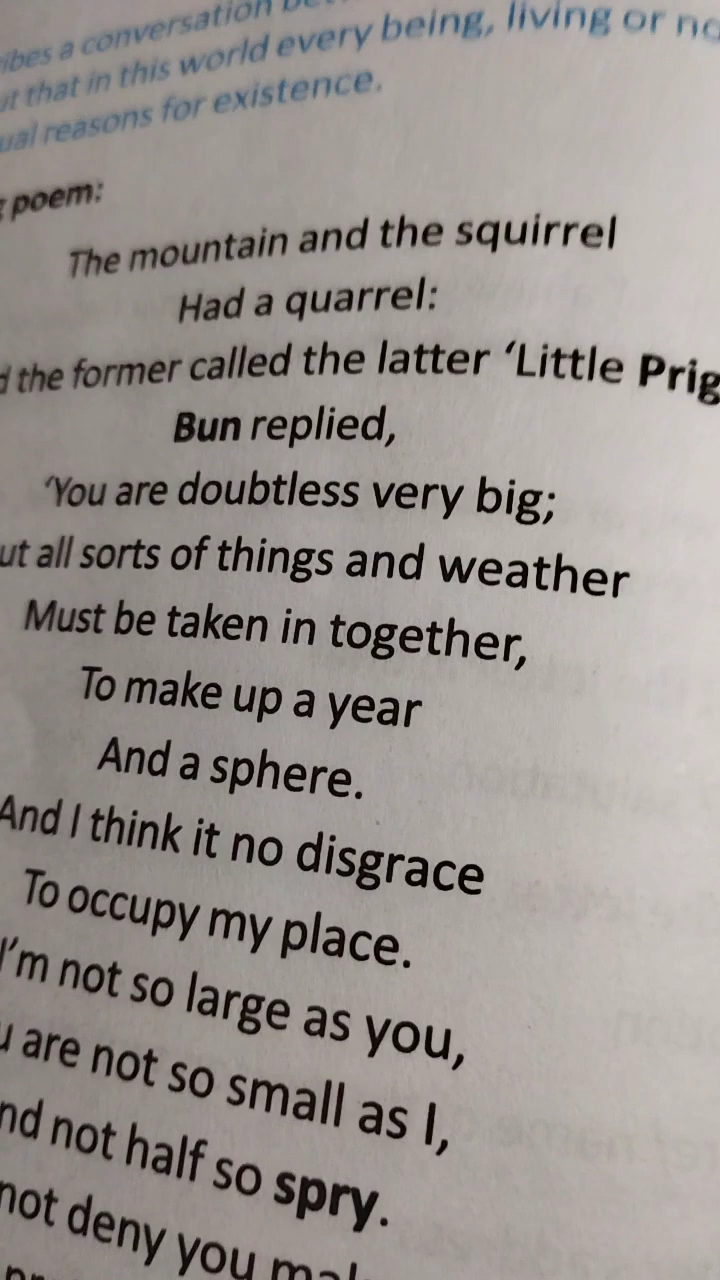 a conversation
that in this world every being, living or
reasons for existence.
poem:
The mountain and the squirrel
Had a quarrel:
the former called the latter ‘Little Prig
Bun replied,
‘You are doubtless very big;
all sorts of things and weather
Must be taken in together,
To make up a year
And a sphere.
And I think it no disgrace
To occupy my place.
I’m not so large as you,
are not so small as I,
not half so spry.
not deny you